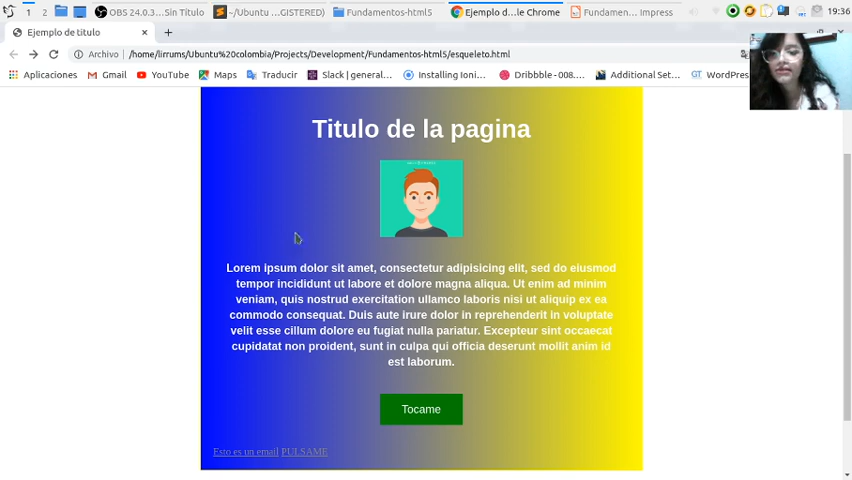 1 2 OBS 24.0.3... Sin Título ~/Ubuntu ...GISTERED) Fundamentos-html5 Ejemplo d...le Chrome Fundamen... Impress 19:36
Ejemplo de titulo
Archivo /home/lirrums/Ubuntu%20colombia/Projects/Development/Fundamentos-html5/esqueleto.html
Aplicaciones Gmail YouTube Maps Traducir Slack | general... Installing Ioni... Dribbble - 008.... Additional Set... WordPress
Titulo de la pagina
Lorem ipsum dolor sit amet, consectetur adipisicing elit, sed do eiusmod
tempor incididunt ut labore et dolore magna aliqua. Ut enim ad minim
veniam, quis nostrud exercitation ullamco laboris nisi ut aliquip ex ea
commodo consequat. Duis aute irure dolor in reprehenderit in voluptate
velit esse cillum dolore eu fugiat nulla pariatur. Excepteur sint occaecat
cupidatat non proident, sunt in culpa qui officia deserunt mollit anim id
est laborum.
Tocame
Esto es un email PULSAME